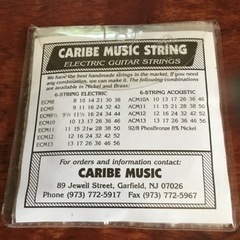 CARIBE MUSIC STRING
ELECTRIC GUITAR STRINGS
We have the best handmade strings in the market. If you need
any combination, we can make it. The following combinations
are available in Nickel and Brass:
6-STRING ELECTRIC 6-STRING ACOUSTIC
ECM8 8 10 14 21 30 38 ACM10A 10 13 17 26 36 46
ECM9 9 11 16 24 32 42 ACM11 11 15 22 28 38 50
ECM9½ 9½ 11½ 16 24 34 44 ACM12 12 16 24 32 42 52
ECM10 10 13 17 26 36 46 ACM13 13 17 26 36 46 56
ECM11 11 15 21w 28 38 50 92/8 PhosBronze 8% Nickel
ECM12 12 16 24 32 42 52
ECM13 13 17 26 36 46 56
For orders and information contact:
CARIBE MUSIC
89 Jewell Street, Garfield, NJ 07026
Phone (973) 772-5917 Fax (973) 772-5967